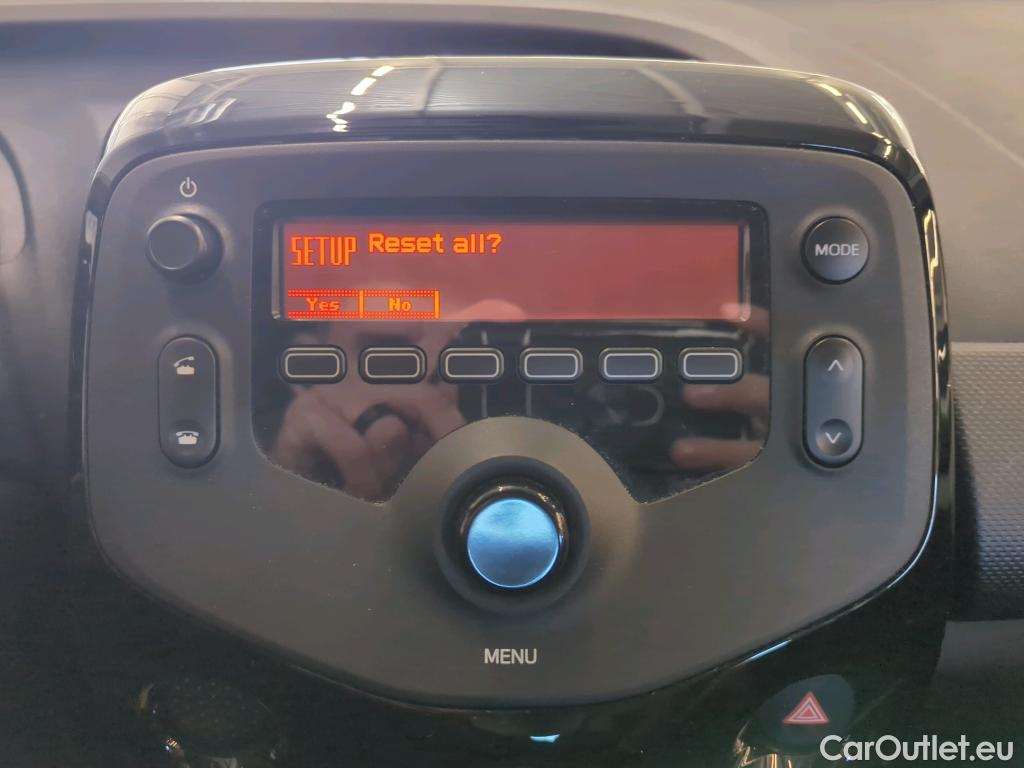 SETUP Reset all?
Yes No
MODE
MENU
CarOutlet.eu